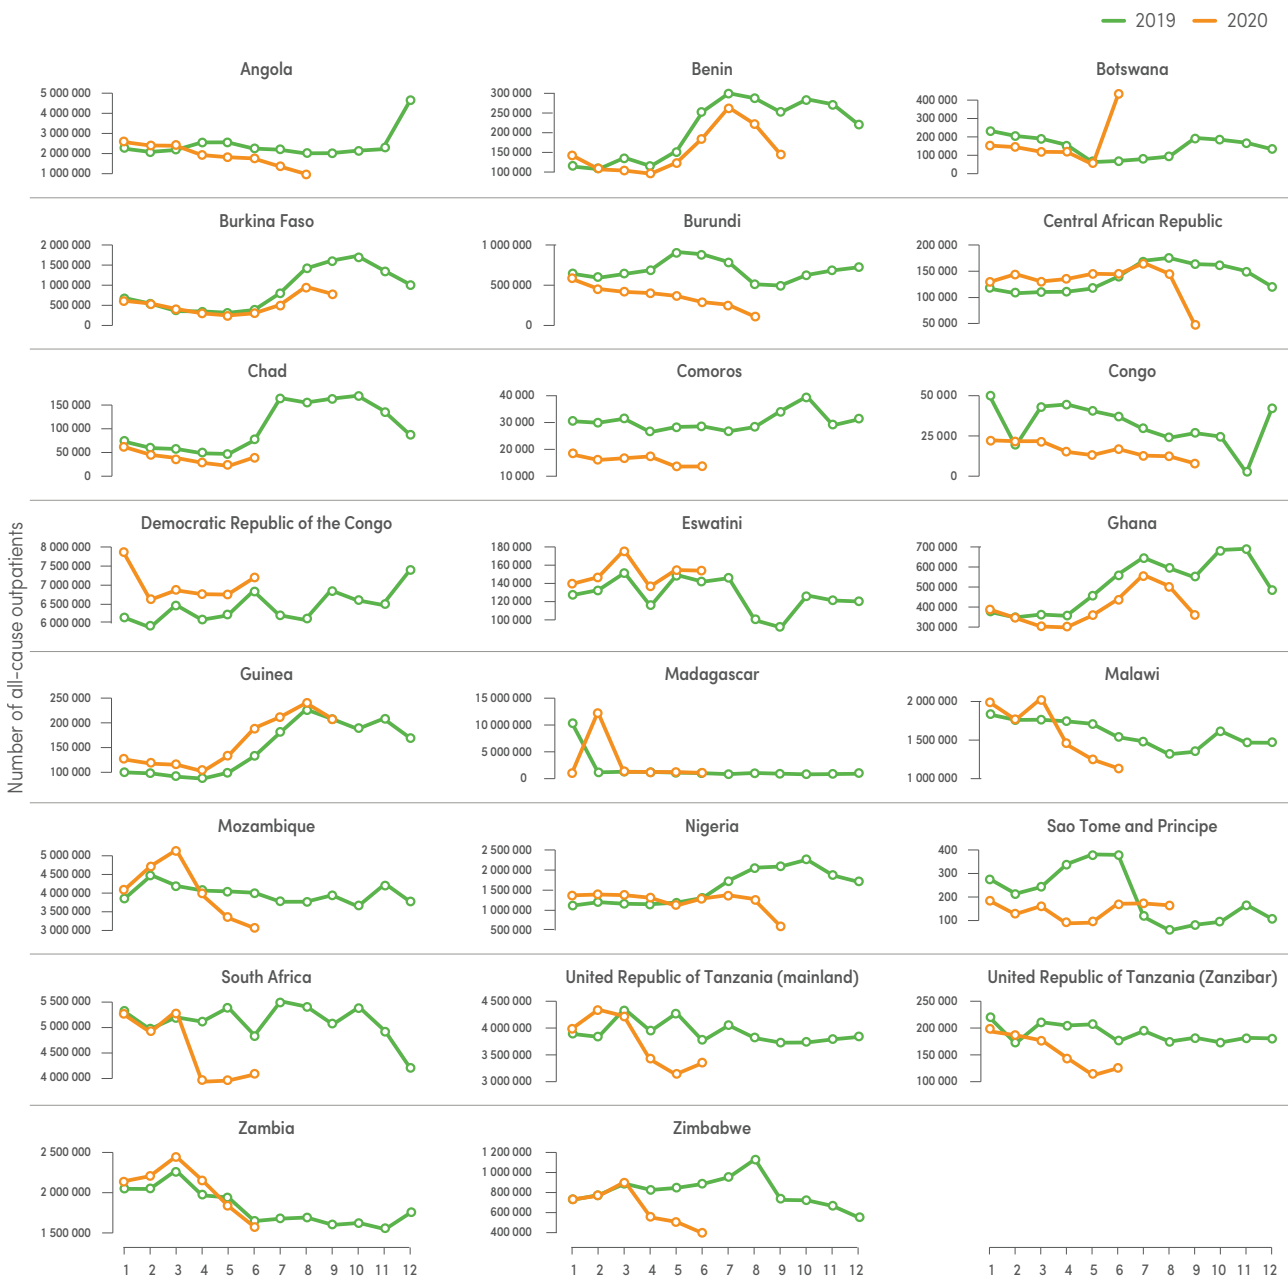 2019 2020
Number of all-cause outpatients
Angola
5 000 000
4 000 000
3 000 000
2 000 000
1 000 000
Benin
300 000
250 000
200 000
150 000
100 000
Botswana
400 000
300 000
200 000
100 000
0
Burkina Faso
2 000 000
1 500 000
1 000 000
500 000
0
Burundi
1 000 000
500 000
0
Central African Republic
200 000
150 000
100 000
50 000
Chad
150 000
100 000
50 000
0
Comoros
40 000
30 000
20 000
10 000
Congo
50 000
25 000
0
Democratic Republic of the Congo
8 000 000
7 500 000
7 000 000
6 500 000
6 000 000
Eswatini
180 000
160 000
140 000
120 000
100 000
Ghana
700 000
600 000
500 000
400 000
300 000
Guinea
250 000
200 000
150 000
100 000
Madagascar
15 000 000
10 000 000
5 000 000
0
Malawi
2 000 000
1 500 000
1 000 000
Mozambique
5 000 000
4 500 000
4 000 000
3 500 000
3 000 000
Nigeria
2 500 000
2 000 000
1 500 000
1 000 000
500 000
Sao Tome and Principe
400
300
200
100
South Africa
5 500 000
5 000 000
4 500 000
4 000 000
United Republic of Tanzania (mainland)
4 500 000
4 000 000
3 500 000
3 000 000
United Republic of Tanzania (Zanzibar)
250 000
200 000
150 000
100 000
Zambia
2 500 000
2 000 000
1 500 000
1 2 3 4 5 6 7 8 9 10 11 12
Zimbabwe
1 200 000
1 000 000
800 000
600 000
400 000
1 2 3 4 5 6 7 8 9 10 11 12
1 2 3 4 5 6 7 8 9 10 11 12